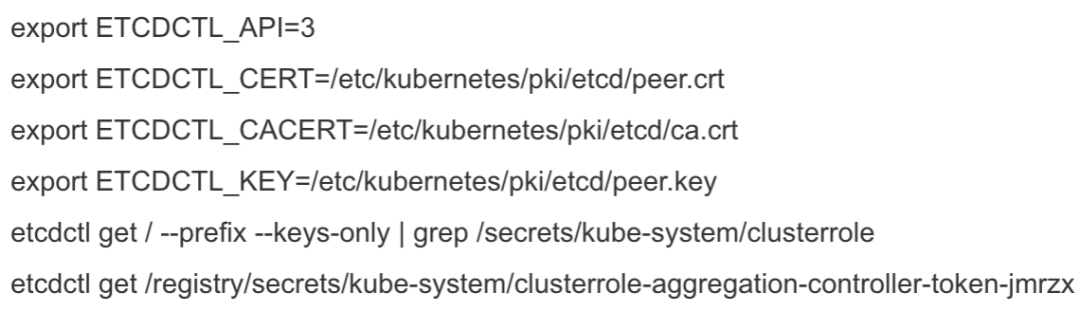 export ETCDCTL_API=3
export ETCDCTL_CERT=/etc/kubernetes/pki/etcd/peer.crt
export ETCDCTL_CACERT=/etc/kubernetes/pki/etcd/ca.crt
export ETCDCTL_KEY=/etc/kubernetes/pki/etcd/peer.key
etcdctl get / --prefix --keys-only | grep /secrets/kube-system/clusterrole
etcdctl get /registry/secrets/kube-system/clusterrole-aggregation-controller-token-jmrzx